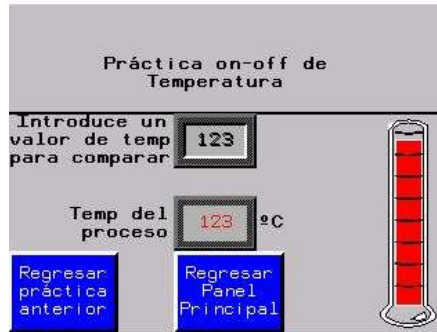 Práctica on-off de
Temperatura
Introduce un
valor de temp
para comparar
123
Temp del
proceso
123 ºC
Regresar
práctica
anterior
Regresar
Panel
Principal